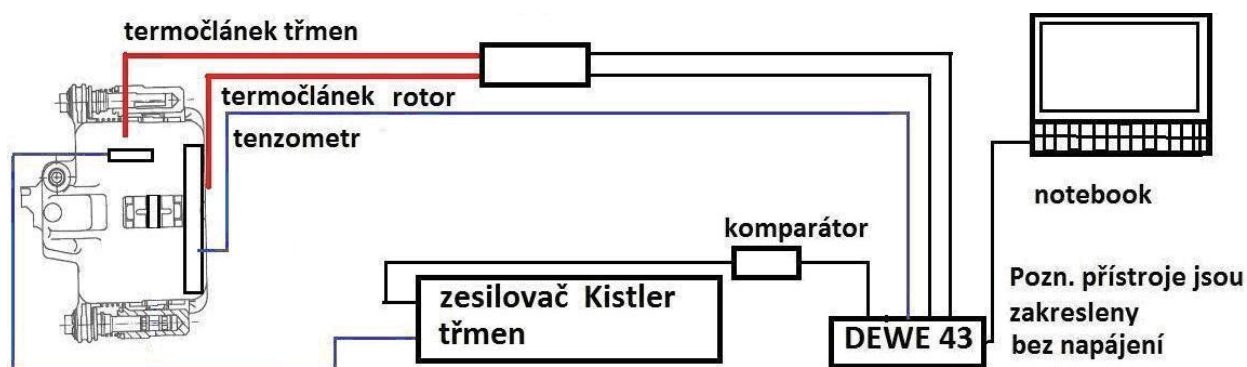 termočlánek třmen
termočlánek rotor
tenzometr
notebook
komparátor
zesilovač Kistler
třmen
DEWE 43
Pozn. přístroje jsou
zakresleny
bez napájení